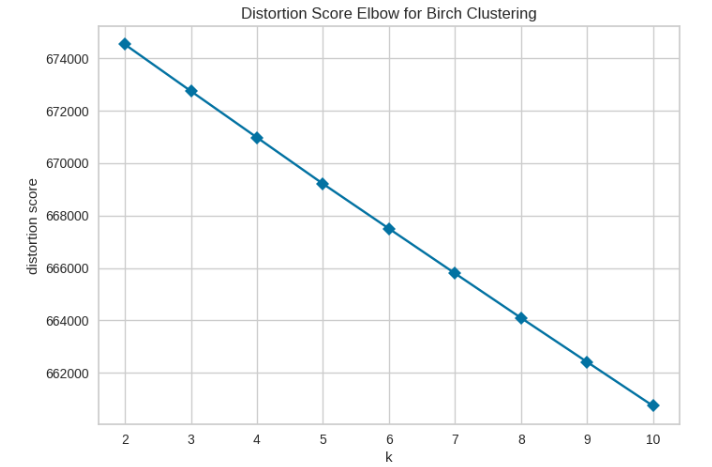 Distortion Score Elbow for Birch Clustering
674000
672000
670000
668000
666000
664000
662000
distortion score
2 3 4 5 6 7 8 9 10
k